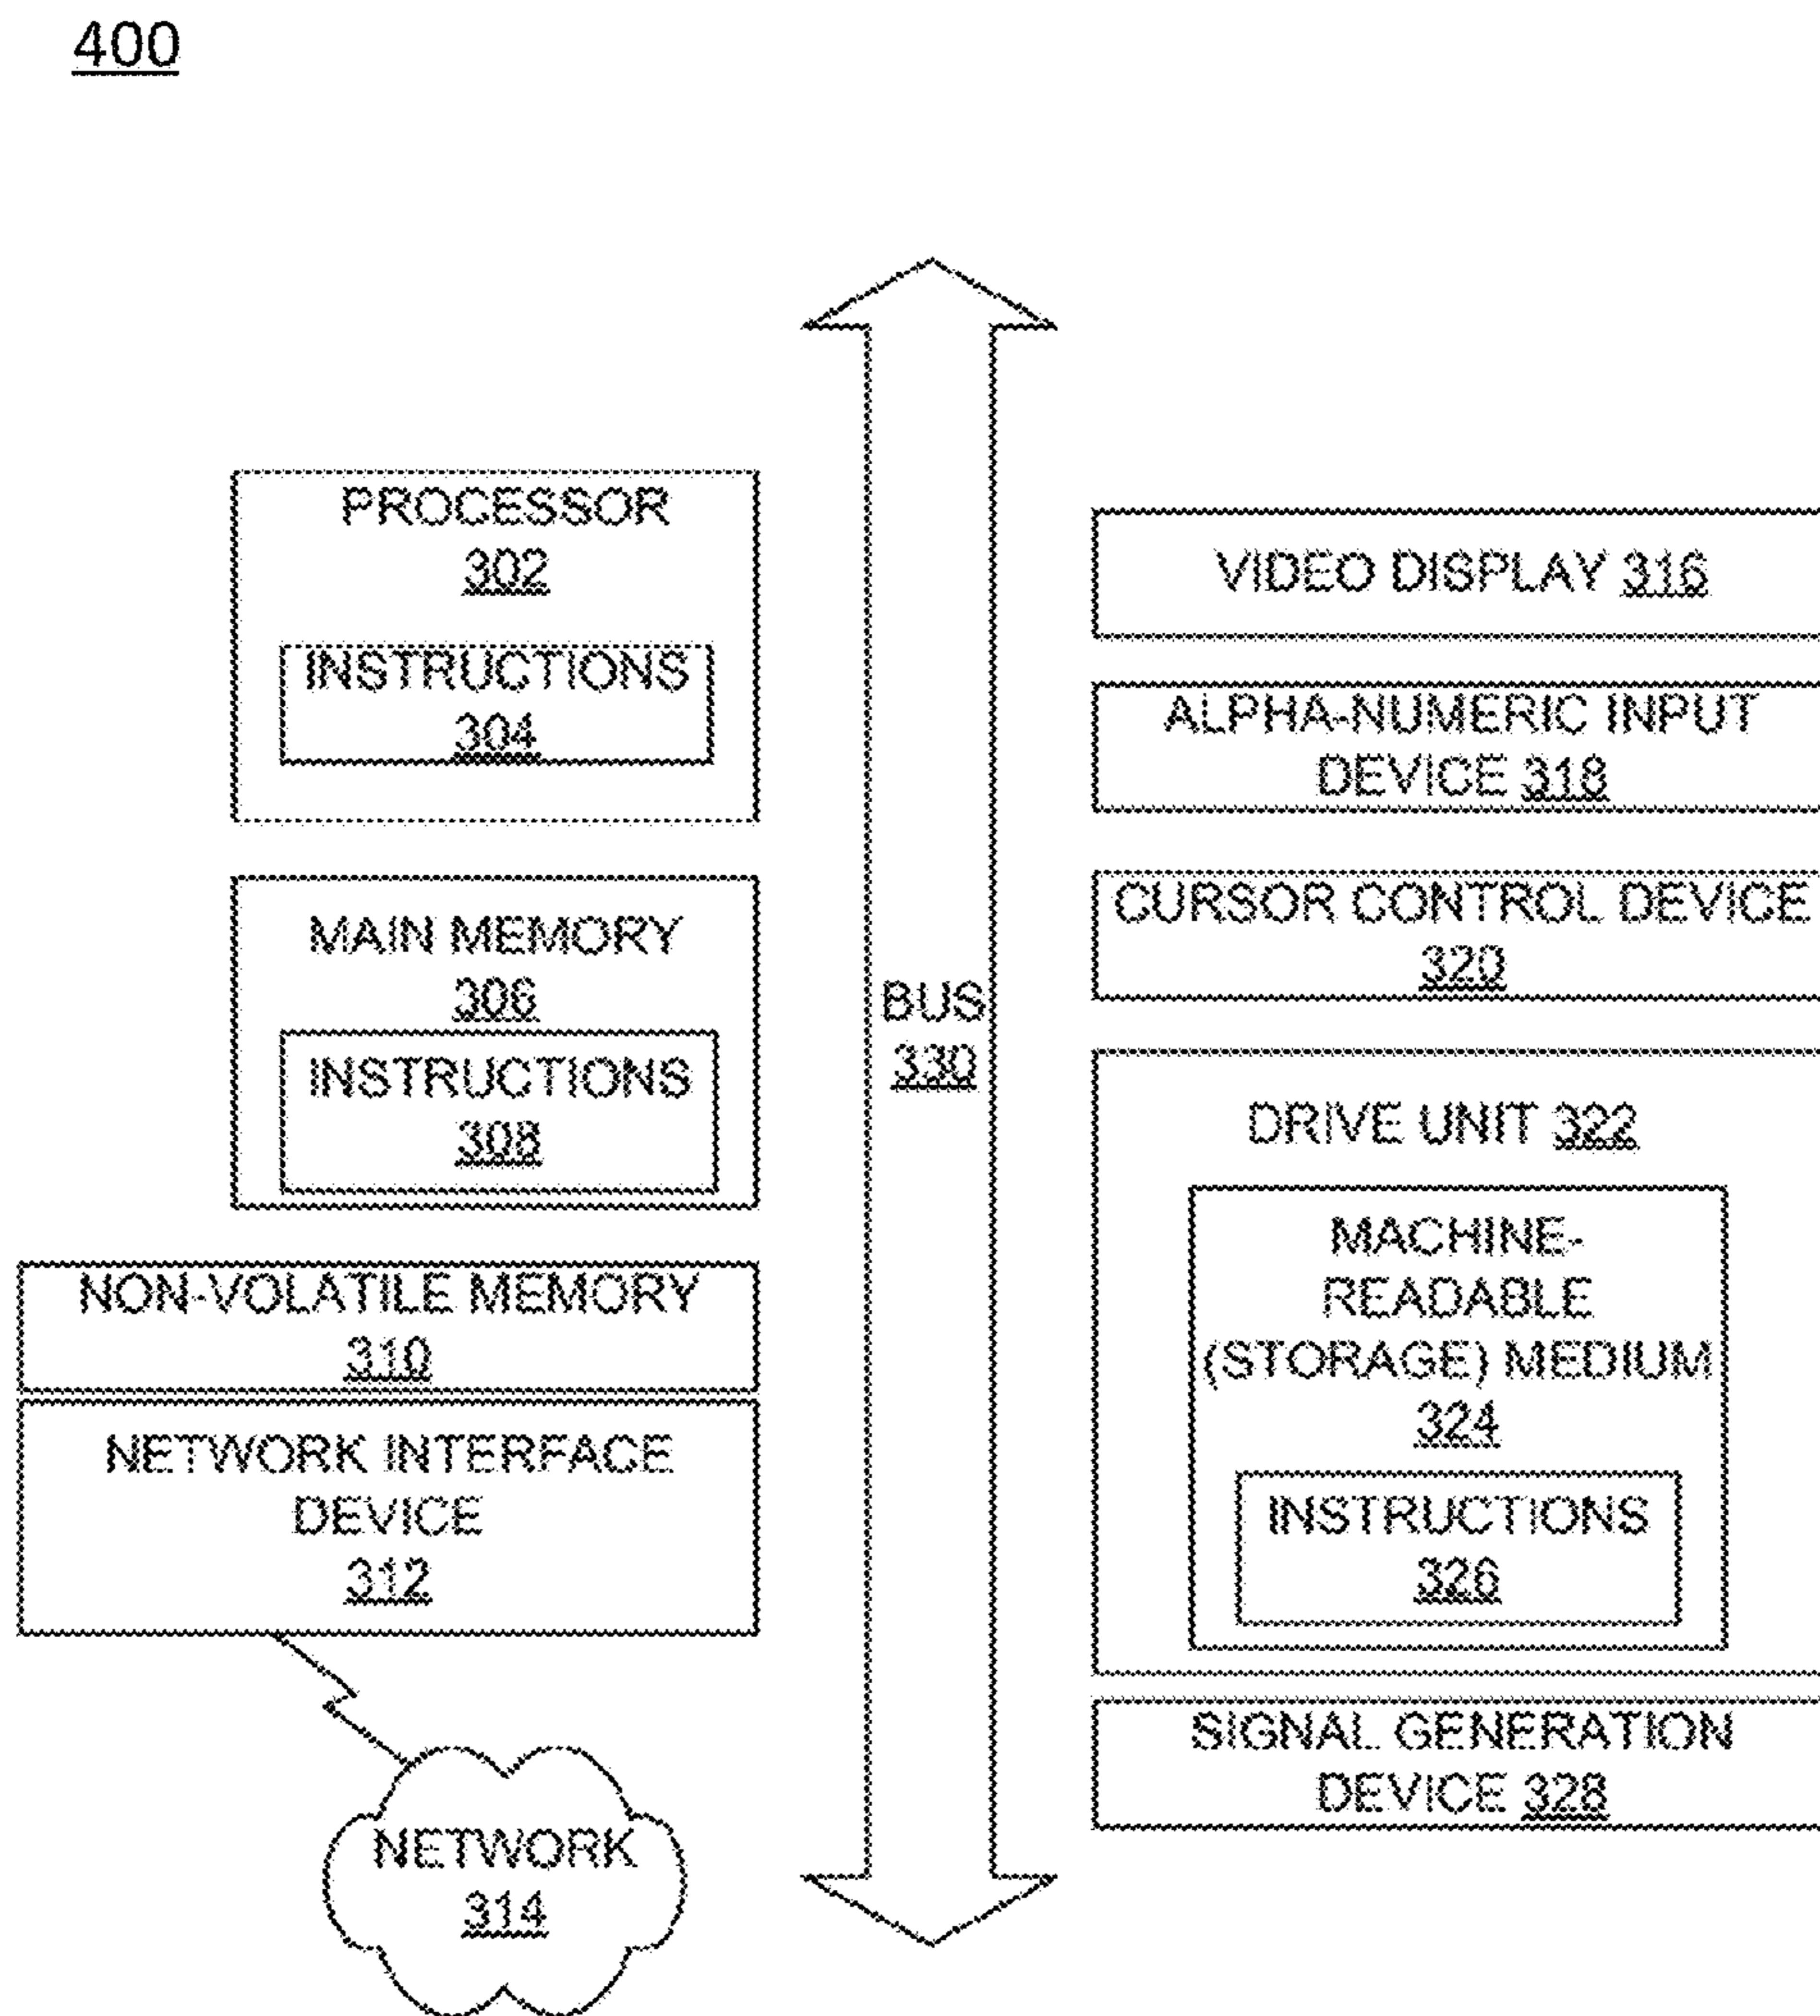 400
PROCESSOR
302
INSTRUCTIONS
304
MAIN MEMORY
306
INSTRUCTIONS
308
NON-VOLATILE MEMORY
310
NETWORK INTERFACE
DEVICE
312
NETWORK
314
BUS
330
VIDEO DISPLAY 316
ALPHA-NUMERIC INPUT
DEVICE 318
CURSOR CONTROL DEVICE
320
DRIVE UNIT 322
MACHINE-
READABLE
(STORAGE) MEDIUM
324
INSTRUCTIONS
326
SIGNAL GENERATION
DEVICE 328